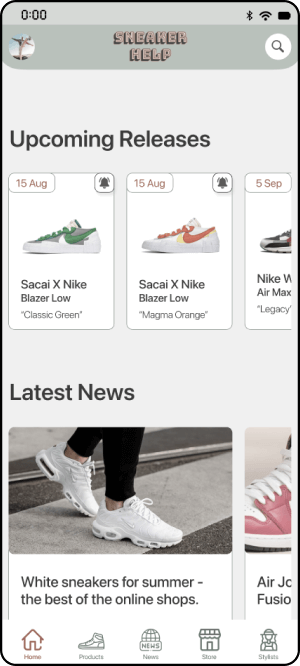 0:00
SNEAKER
HELP
Upcoming Releases
15 Aug
15 Aug
5 Sep
Sacai X Nike
Blazer Low
“Classic Green”
Sacai X Nike
Blazer Low
“Magma Orange”
Nike W
Air Max
“Legacy”
Latest News
White sneakers for summer -
the best of the online shops.
Air Jo
Fusio
NEWS
Home
Products
News
Store
Stylists